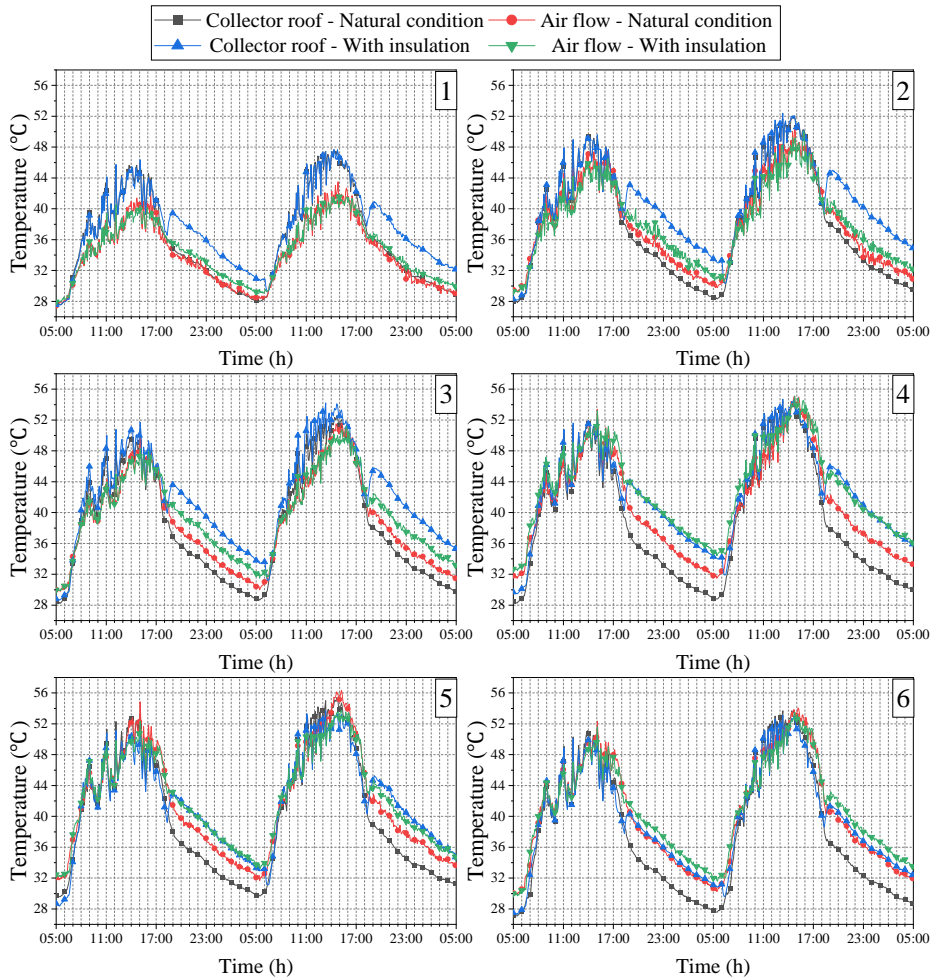 Collector roof - Natural condition Air flow - Natural condition
Collector roof - With insulation Air flow - With insulation
1
56
52
48
44
40
36
32
28
Temperature (°C)
05:00 11:00 17:00 23:00 05:00 11:00 17:00 23:00 05:00
Time (h)
2
56
52
48
44
40
36
32
28
Temperature (°C)
05:00 11:00 17:00 23:00 05:00 11:00 17:00 23:00 05:00
Time (h)
3
56
52
48
44
40
36
32
28
Temperature (°C)
05:00 11:00 17:00 23:00 05:00 11:00 17:00 23:00 05:00
Time (h)
4
56
52
48
44
40
36
32
28
Temperature (°C)
05:00 11:00 17:00 23:00 05:00 11:00 17:00 23:00 05:00
Time (h)
5
56
52
48
44
40
36
32
28
Temperature (°C)
05:00 11:00 17:00 23:00 05:00 11:00 17:00 23:00 05:00
Time (h)
6
56
52
48
44
40
36
32
28
Temperature (°C)
05:00 11:00 17:00 23:00 05:00 11:00 17:00 23:00 05:00
Time (h)